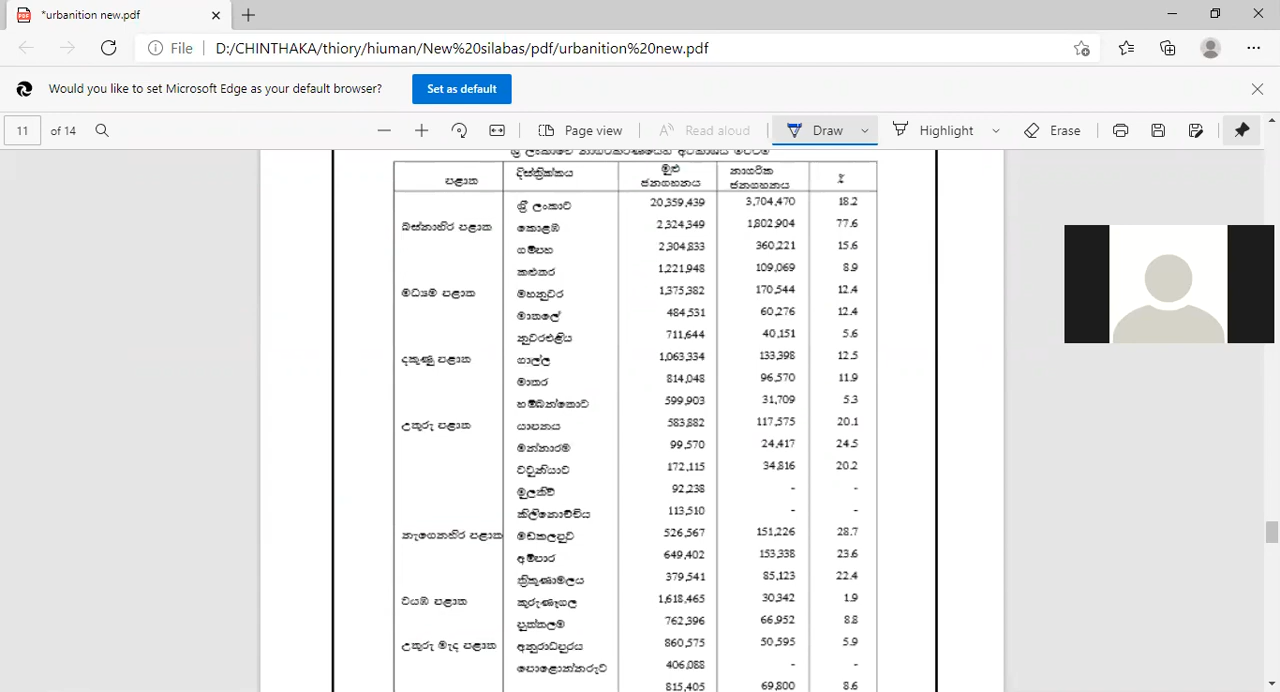 *urbanition new.pdf
File D:/CHINTHAKA/thiory/hiuman/New%20silabas/pdf/urbanition%20new.pdf
Would you like to set Microsoft Edge as your default browser? Set as default
11 of 14 Page view Read aloud Draw Highlight Erase
පළාත දිස්ත්‍රික්කය මුළු ජනගහනය නාගරික ජනගහනය %
ශ්‍රී ලංකාව 20,359,439 3,704,470 18.2
බස්නාහිර පළාත කොළඹ 2,324,349 1,802,904 77.6
ගම්පහ 2,304,833 360,221 15.6
කළුතර 1,221,948 109,069 8.9
මධ්‍යම පළාත මහනුවර 1,375,382 170,544 12.4
මාතලේ 484,531 60,276 12.4
නුවරඑළිය 711,644 40,151 5.6
දකුණු පළාත ගාල්ල 1,063,334 133,398 12.5
මාතර 814,048 96,570 11.9
හම්බන්තොට 599,903 31,709 5.3
උතුරු පළාත යාපනය 583,882 117,575 20.1
මන්නාරම 99,570 24,417 24.5
වවුනියාව 172,115 34,816 20.2
මුලතිව් 92,238 - -
කිලිනොච්චිය 113,510 - -
නැගෙනහිර පළාත මඩකලපුව 526,567 151,226 28.7
අම්පාර 649,402 153,338 23.6
ත්‍රිකුණාමලය 379,541 85,123 22.4
වයඹ පළාත කුරුණෑගල 1,618,465 30,342 1.9
පුත්තලම 762,396 66,952 8.8
උතුරු මැද පළාත අනුරාධපුරය 860,575 50,595 5.9
පොළොන්නරුව 406,088 - -
815,405 69,800 8.6